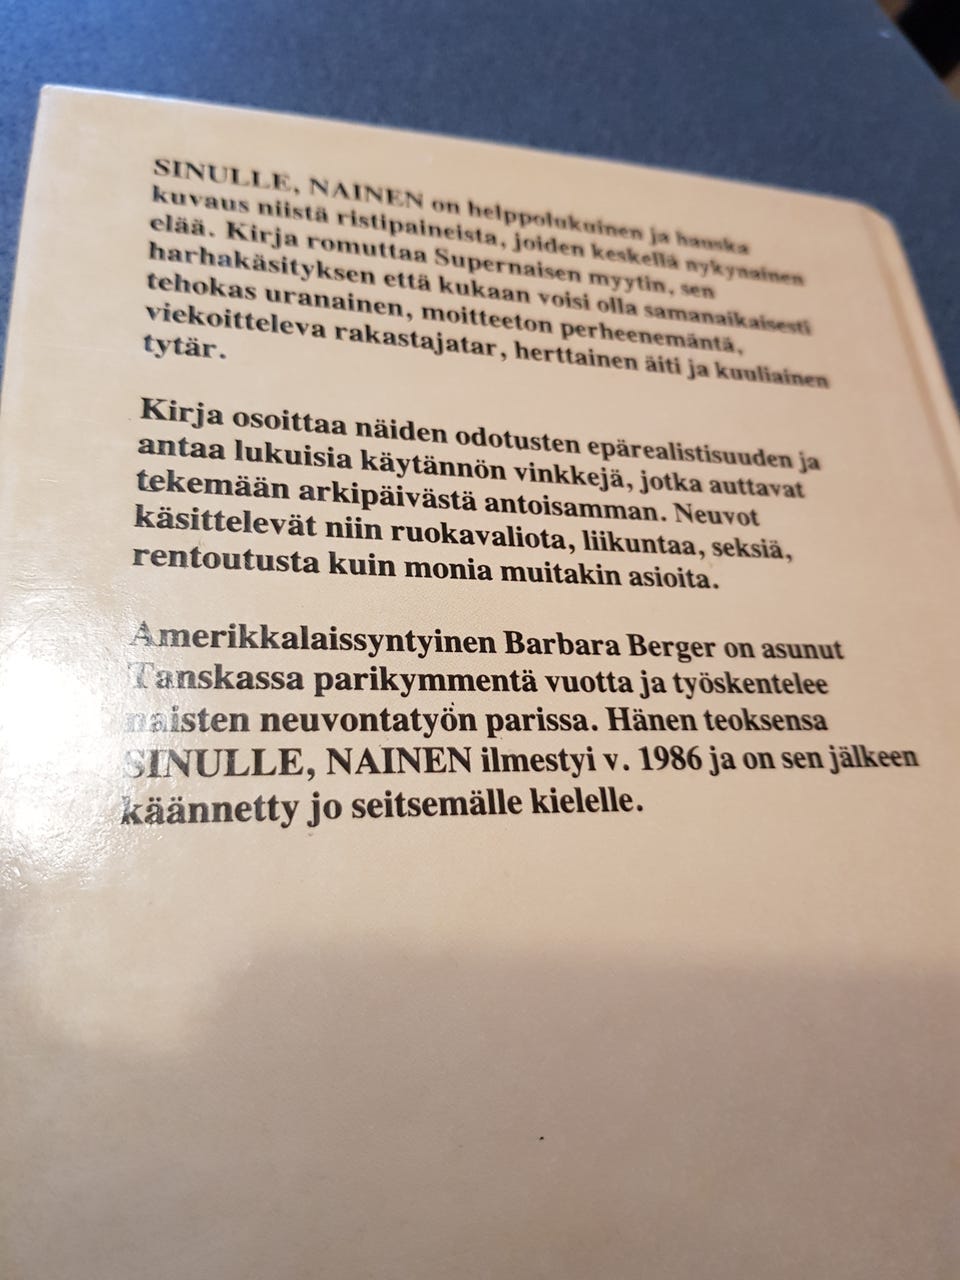 SINULLE, NAINEN on helppolukuinen ja hauska
kuvaus niistä ristipaineista, joiden keskellä nykynainen
elää. Kirja romuttaa Supernaisen myytin, sen
harhakäsityksen että kukaan voisi olla samanaikaisesti
tehokas uranainen, moitteeton perheenemäntä,
viekoitteleva rakastajatar, herttainen äiti ja kuuliainen
tytär.
Kirja osoittaa näiden odotusten epärealistisuuden ja
antaa lukuisia käytännön vinkkejä, jotka auttavat
tekemään arkipäivästä antoisamman. Neuvot
käsittelevät niin ruokavaliota, liikuntaa, seksiä,
rentoutusta kuin monia muitakin asioita.
Amerikkalaissyntyinen Barbara Berger on asunut
Tanskassa parikymmentä vuotta ja työskentelee
naisten neuvontatyön parissa. Hänen teoksensa
SINULLE, NAINEN ilmestyi v. 1986 ja on sen jälkeen
käännetty jo seitsemälle kielelle.